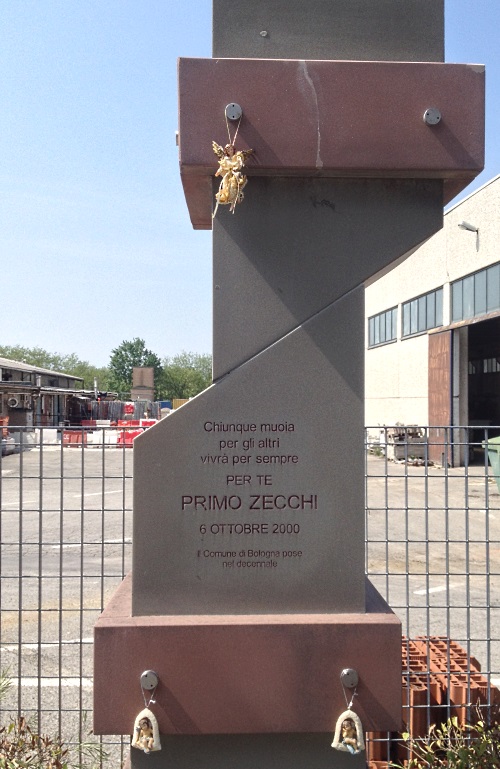 Chiunque muoia
per gli altri
vivrà per sempre
PER TE
PRIMO ZECCHI
6 OTTOBRE 2000
Il Comune di Bologna pose
nel decennale